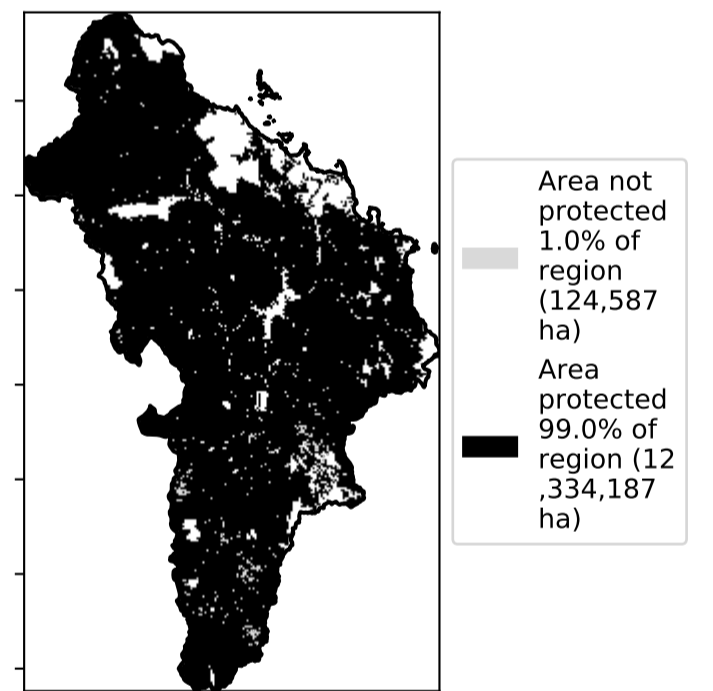 Area not
protected
1.0% of
region
(124,587
ha)
Area
protected
99.0% of
region (12
,334,187
ha)